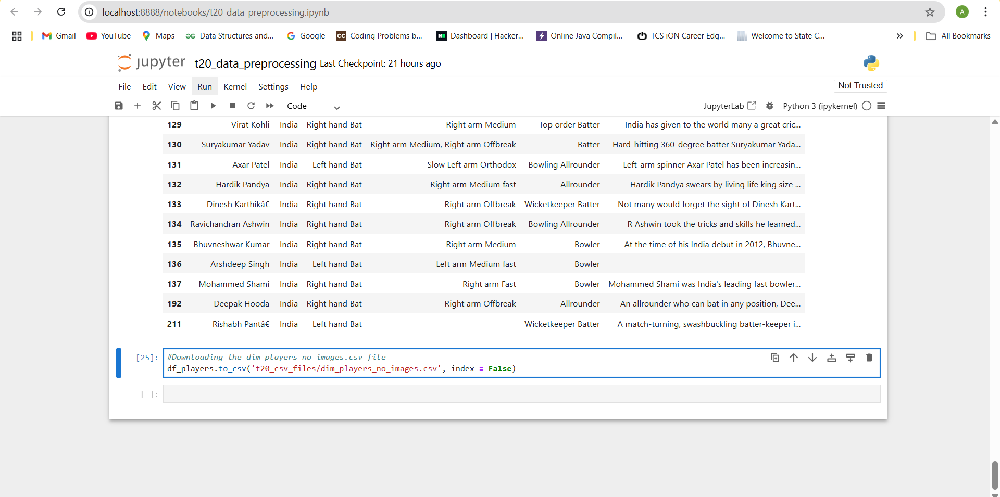 localhost:8888/notebooks/t20_data_preprocessing.ipynb A
Gmail YouTube Maps Data Structures and... Google CC Coding Problems b... H Dashboard | Hacker... Online Java Compil... TCS iON Career Edg... Welcome to State C... » All Bookmarks
jupyter t20_data_preprocessing Last Checkpoint: 21 hours ago
File Edit View Run Kernel Settings Help Not Trusted
Code JupyterLab Python 3 (ipykernel)
129 Virat Kohli India Right hand Bat Right arm Medium Top order Batter India has given to the world many a great cric...
130 Suryakumar Yadav India Right hand Bat Right arm Medium, Right arm Offbreak Batter Hard-hitting 360-degree batter Suryakumar Yada...
131 Axar Patel India Left hand Bat Slow Left arm Orthodox Bowling Allrounder Left-arm spinner Axar Patel has been increasin...
132 Hardik Pandya India Right hand Bat Right arm Medium fast Allrounder Hardik Pandya swears by living life king size ...
133 Dinesh Karthikâ€ India Right hand Bat Right arm Offbreak Wicketkeeper Batter Not many would forget the sight of Dinesh Kart...
134 Ravichandran Ashwin India Right hand Bat Right arm Offbreak Bowling Allrounder R Ashwin took the tricks and skills he learned...
135 Bhuvneshwar Kumar India Right hand Bat Right arm Medium Bowler At the time of his India debut in 2012, Bhuvne...
136 Arshdeep Singh India Left hand Bat Left arm Medium fast Bowler
137 Mohammed Shami India Right hand Bat Right arm Fast Bowler Mohammed Shami was India's leading fast bowler...
192 Deepak Hooda India Right hand Bat Right arm Offbreak Allrounder An allrounder who can bat in any position, Dee...
211 Rishabh Pantâ€ India Left hand Bat Wicketkeeper Batter A match-turning, swashbuckling batter-keeper i...
[25]: #Downloading the dim_players_no_images.csv file
df_players.to_csv('t20_csv_files/dim_players_no_images.csv', index = False)
[ ]: